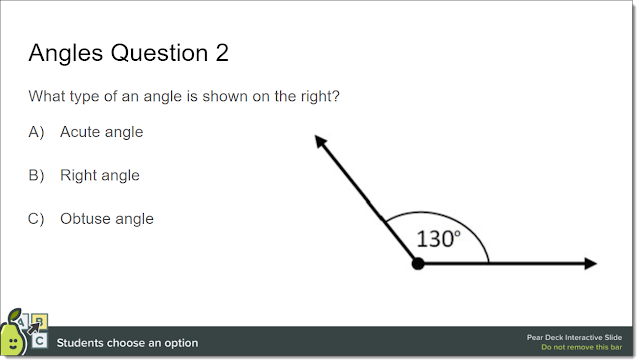 Angles Question 2
What type of an angle is shown on the right?
A) Acute angle
B) Right angle
C) Obtuse angle
130°
A B
C
Students choose an option
Pear Deck Interactive Slide
Do not remove this bar